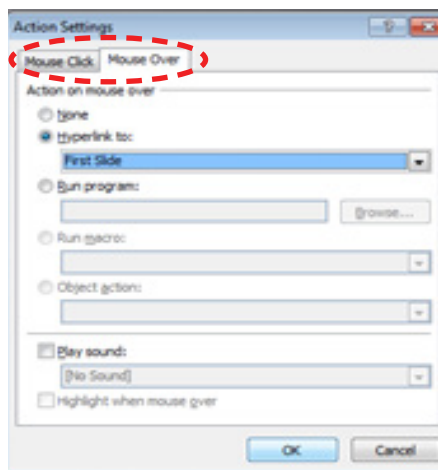 Action Settings
Mouse Click Mouse Over
Action on mouse over
None
Hyperlink to:
First Slide
Run program:
Browse...
Run macro:
Object action:
Play sound:
[No Sound]
Highlight when mouse over
OK Cancel